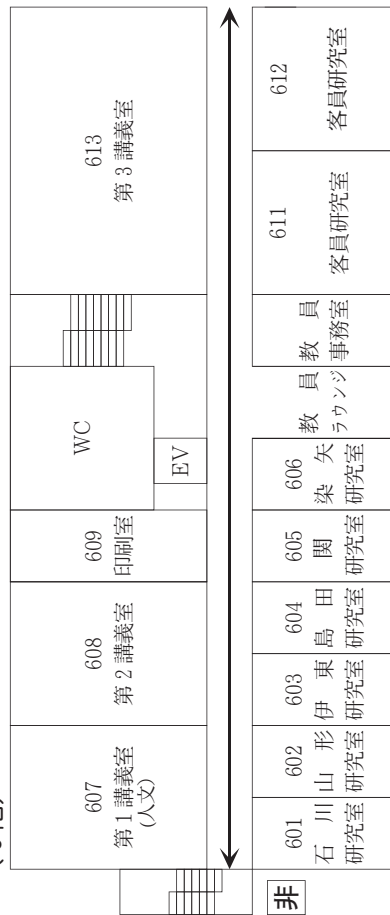 607
第1講義室
(人文)
608
第2講義室
609
印刷室
WC
EV
613
第3講義室
601
石川
研究室
602
山形
研究室
603
伊東
研究室
604
島田
研究室
605
関
研究室
606
染矢
研究室
教員
ラウンジ
教員
事務室
611
客員研究室
612
客員研究室
非